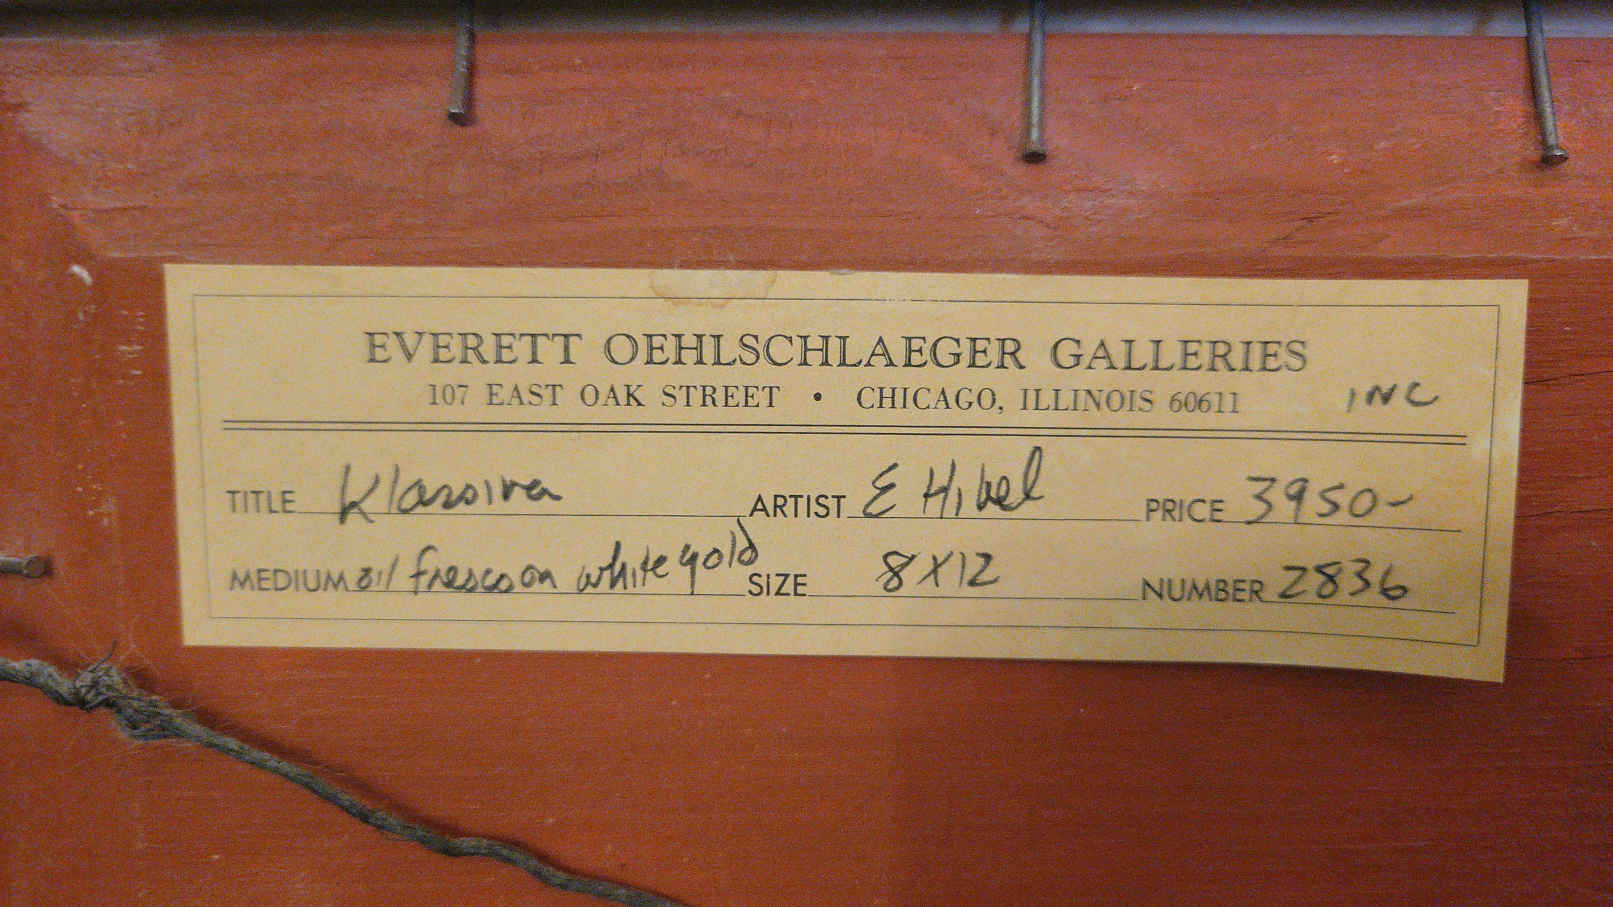 EVERETT OEHLSCHLAEGER GALLERIES
107 EAST OAK STREET • CHICAGO, ILLINOIS 60611 INC
TITLE ARTIST E Hibel PRICE 3950-
MEDIUM oil fresco on white gold SIZE 8X12 NUMBER 2836